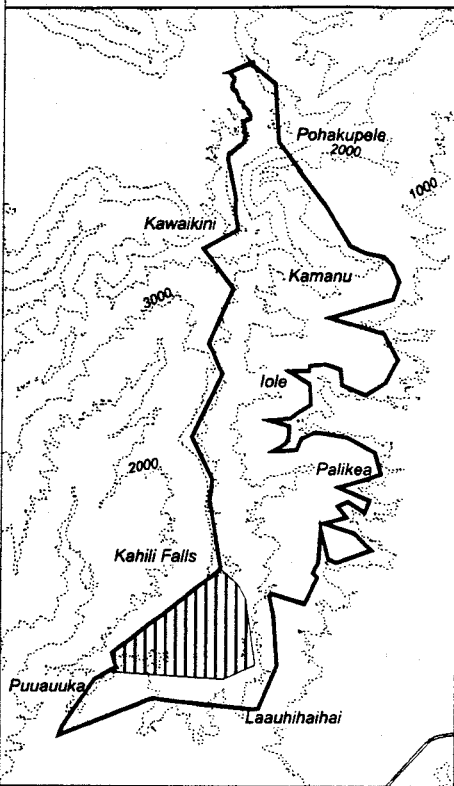 Pohakupele
2000
1000
Kawaikini
Kamanu
3000
Iole
2000
Palikea
Kahili Falls
Puuauuka
Laauhihaihai